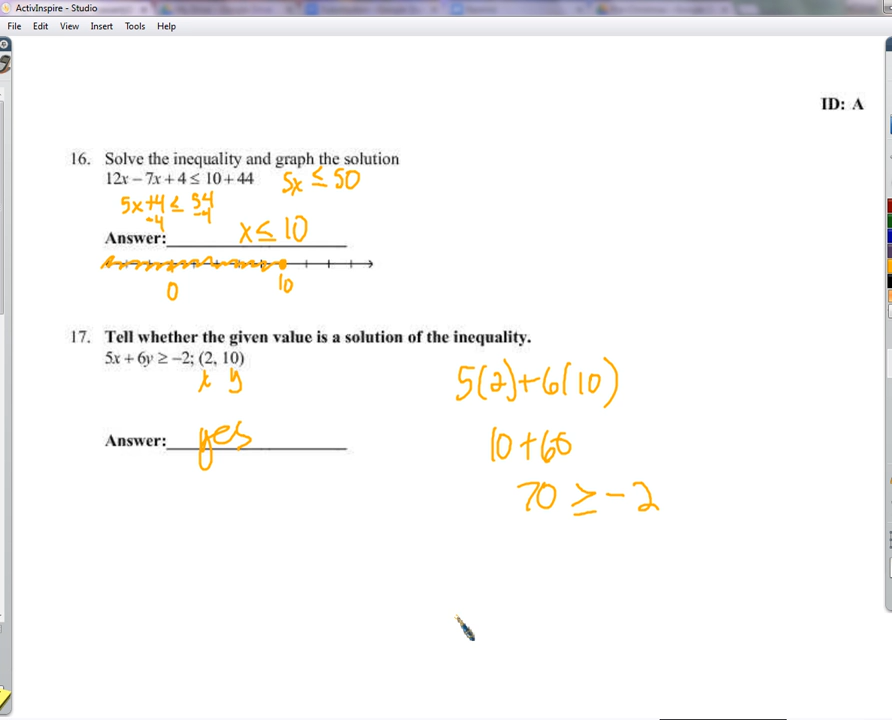 ActivInspire - Studio
File Edit View Insert Tools Help
ID: A
16. Solve the inequality and graph the solution
12x – 7x + 4 ≤ 10 + 44 5x ≤ 50
5x+4 ≤ 54
-4 -4
Answer: x ≤ 10
0 10
17. Tell whether the given value is a solution of the inequality.
5x + 6y ≥ –2; (2, 10)
x y
5(2)+6(10)
Answer: yes
10+60
70 ≥ -2